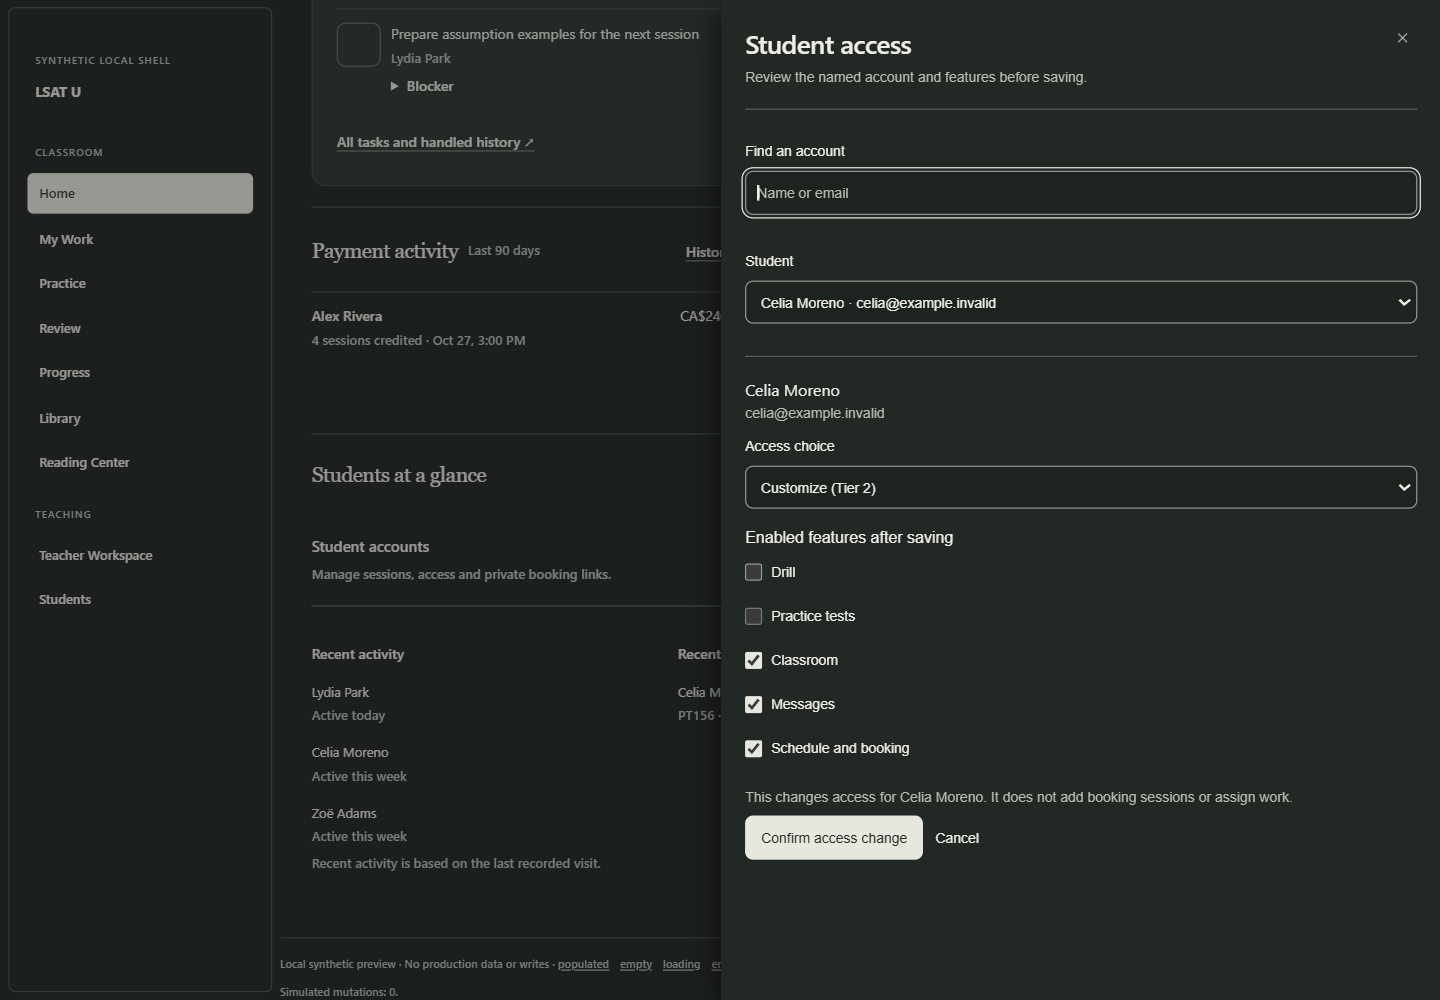 SYNTHETIC LOCAL SHELL
LSAT U
CLASSROOM
Home
My Work
Practice
Review
Progress
Library
Reading Center
TEACHING
Teacher Workspace
Students
Prepare assumption examples for the next session
Lydia Park
▶ Blocker
All tasks and handled history ↗
Payment activity Last 90 days
Alex Rivera
4 sessions credited · Oct 27, 3:00 PM
Students at a glance
Student accounts
Manage sessions, access and private booking links.
Recent activity
Recent
Lydia Park
Active today
Celia M
PT156 ·
Celia Moreno
Active this week
Zoë Adams
Active this week
Recent activity is based on the last recorded visit.
Local synthetic preview · No production data or writes · populated empty loading
Simulated mutations: 0.
Student access
×
Review the named account and features before saving.
Find an account
Name or email
Student
Celia Moreno · celia@example.invalid
Celia Moreno
celia@example.invalid
Access choice
Customize (Tier 2)
Enabled features after saving
Drill
Practice tests
Classroom
Messages
Schedule and booking
This changes access for Celia Moreno. It does not add booking sessions or assign work.
Confirm access change
Cancel